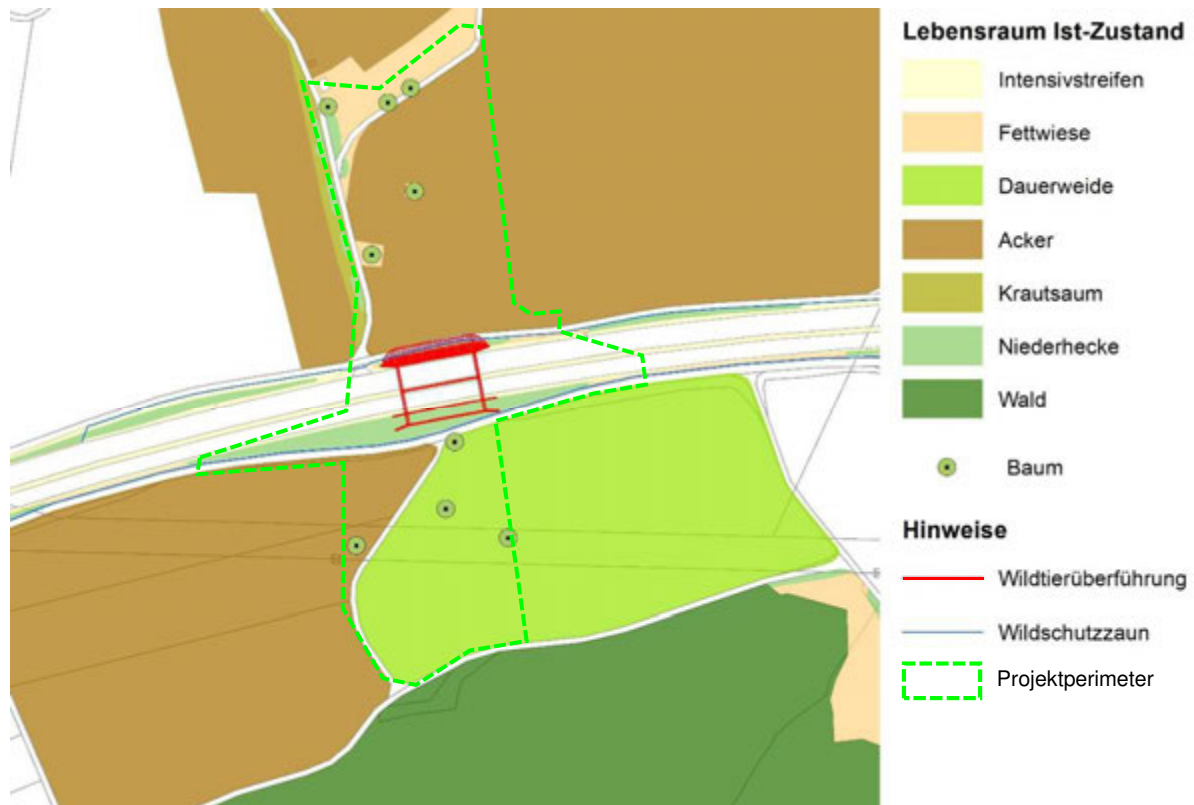 Lebensraum Ist-Zustand
Intensivstreifen
Fettwiese
Dauerweide
Acker
Krautsaum
Niederhecke
Wald
Baum
Hinweise
Wildtierüberführung
Wildschutzzaun
Projektperimeter